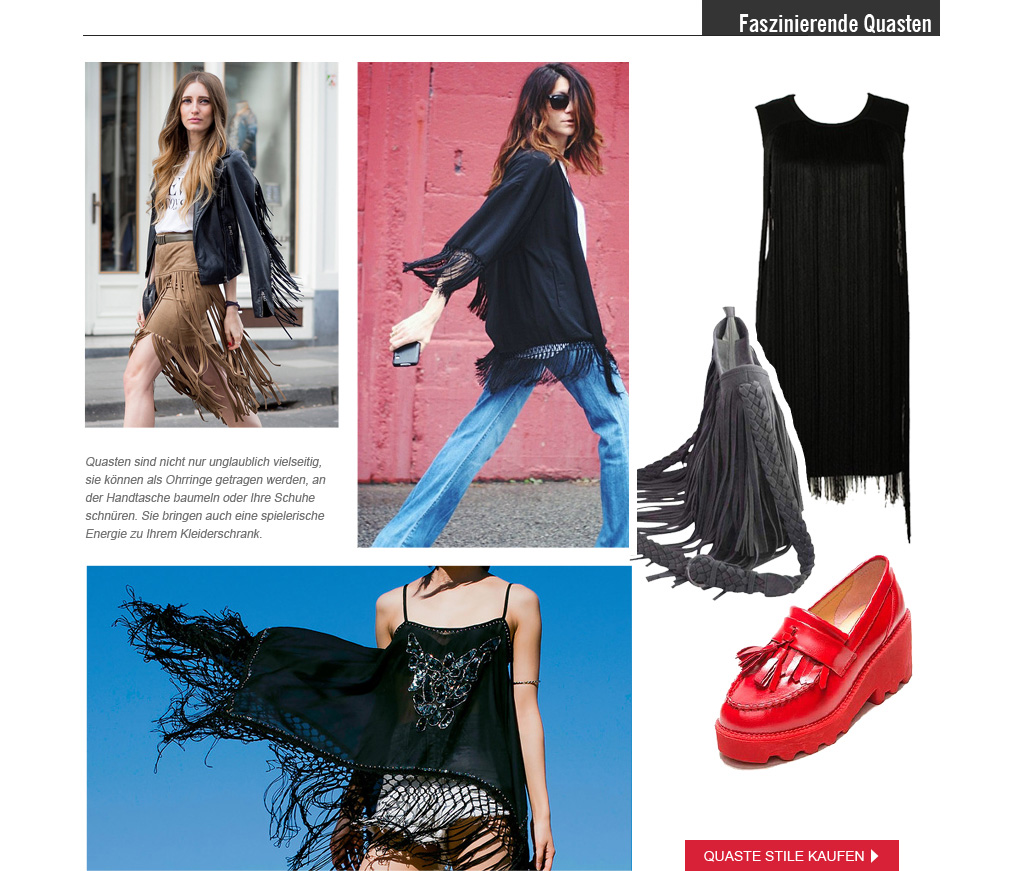 Faszinierende Quasten
Quasten sind nicht nur unglaublich vielseitig,
sie können als Ohrringe getragen werden, an
der Handtasche baumeln oder Ihre Schuhe
schnüren. Sie bringen auch eine spielerische
Energie zu Ihrem Kleiderschrank.
QUASTE STILE KAUFEN